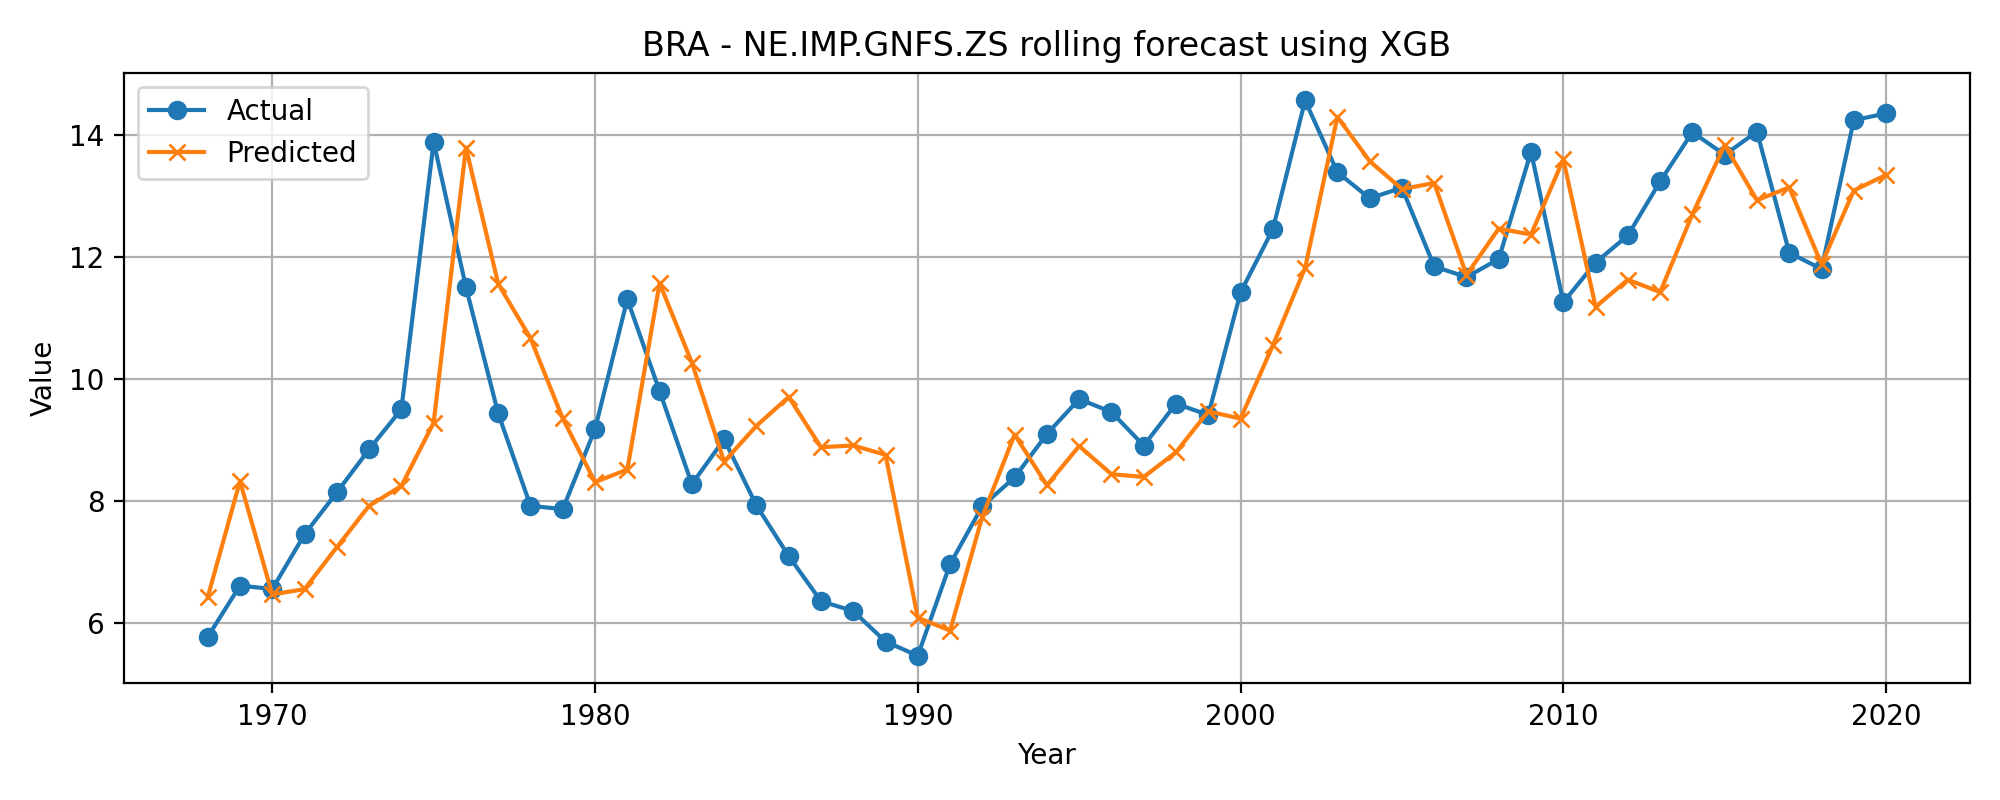 BRA - NE.IMP.GNFS.ZS rolling forecast using XGB
Actual
Predicted
Value
14
12
10
8
6
1970
1980
1990
2000
2010
2020
Year